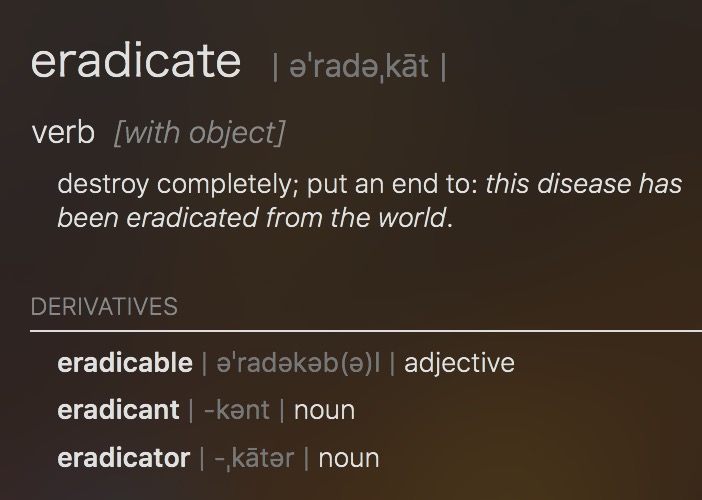 eradicate | əˈradəˌkāt |
verb [with object]
destroy completely; put an end to: this disease has
been eradicated from the world.
DERIVATIVES
eradicable | əˈradəkəb(ə)l | adjective
eradicant | -kənt | noun
eradicator | -ˌkātər | noun